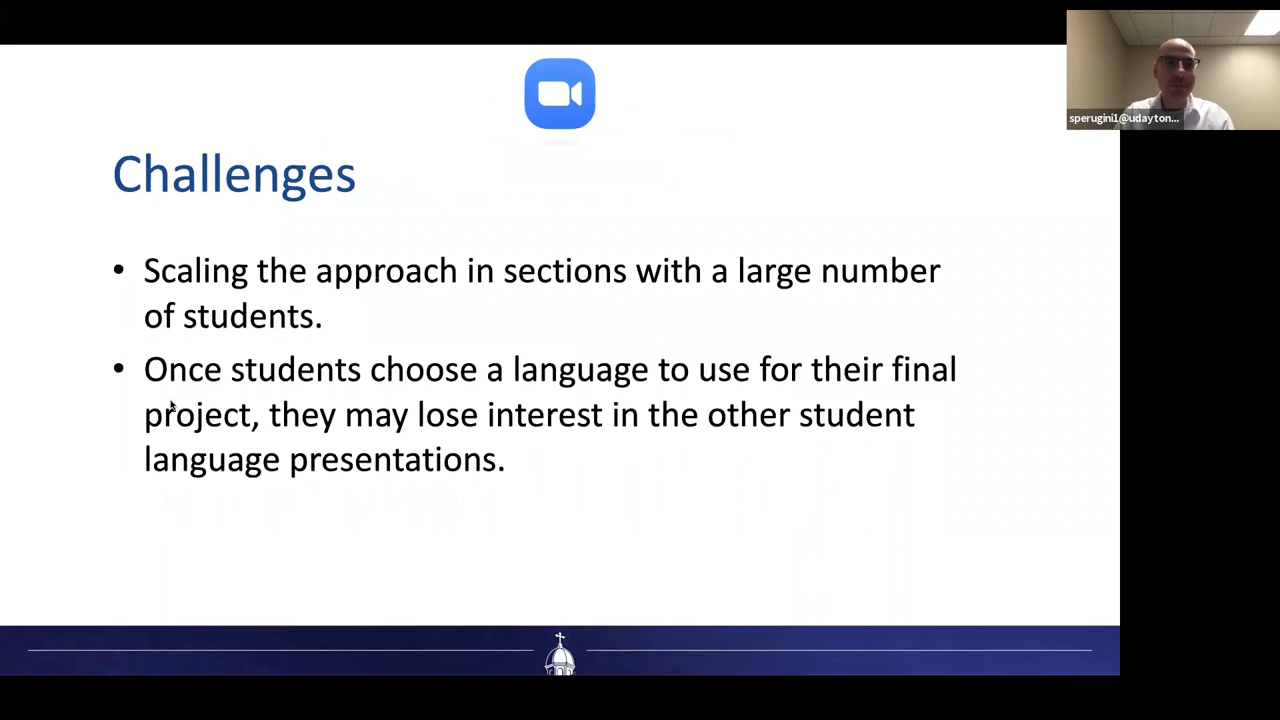 sperugini1@udayton...
Challenges
• Scaling the approach in sections with a large number
of students.
• Once students choose a language to use for their final
project, they may lose interest in the other student
language presentations.